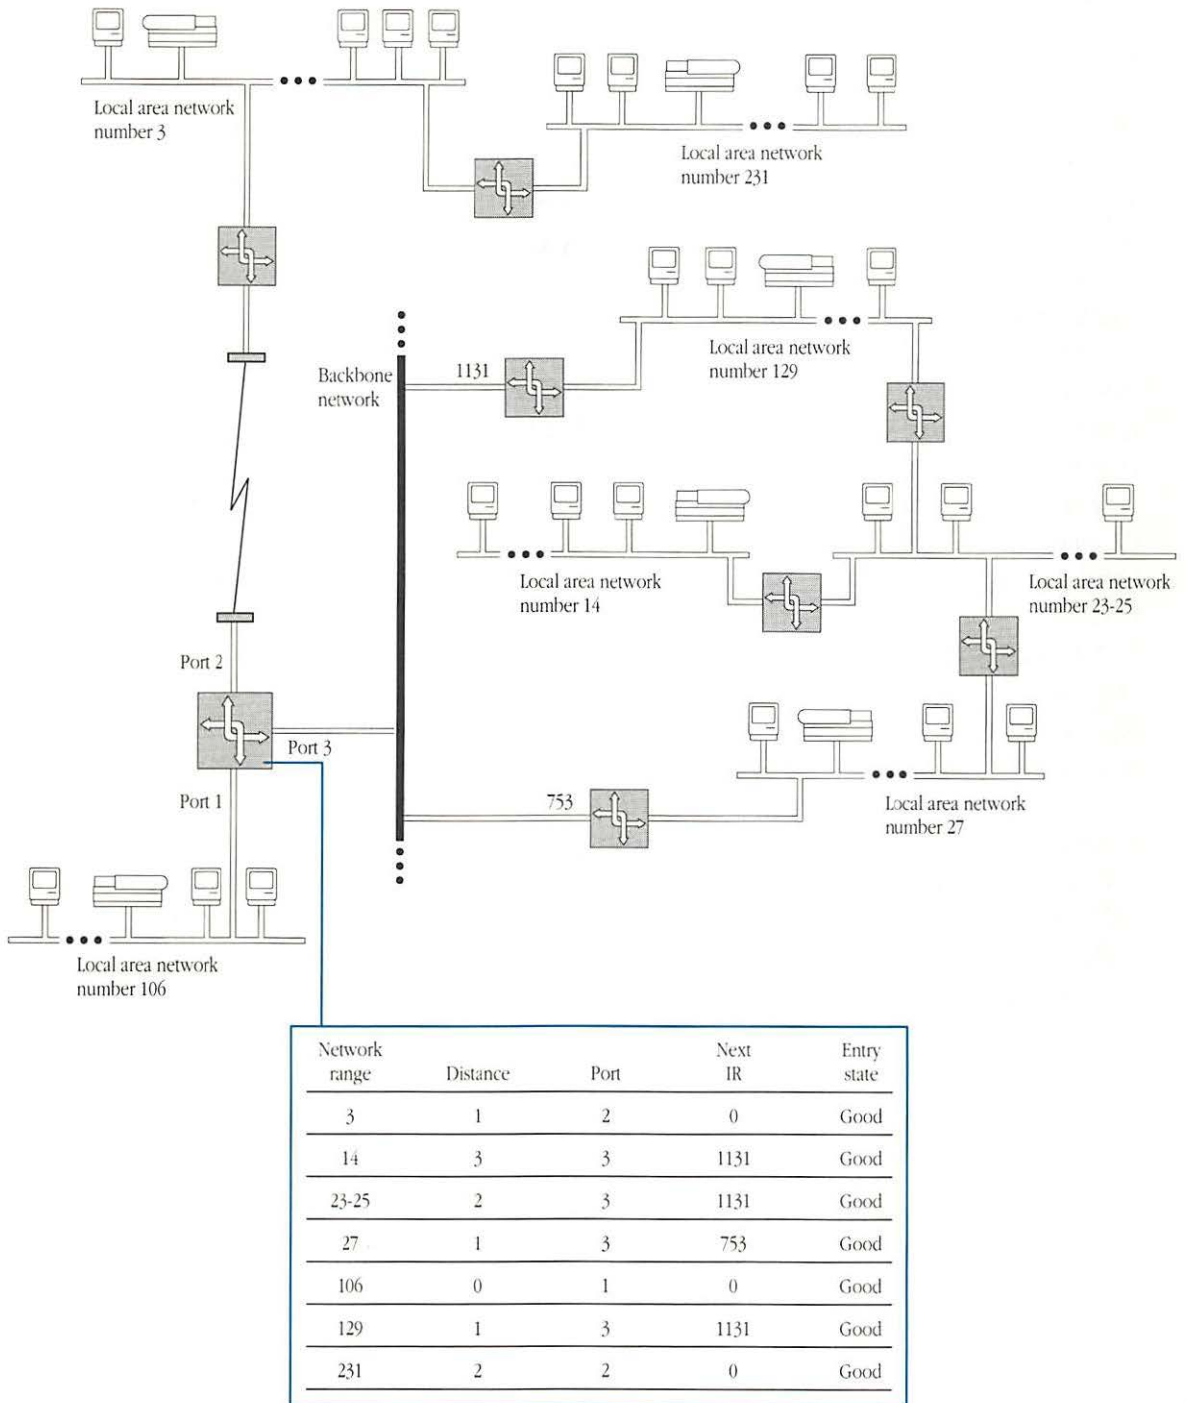 Local area network
number 3
Local area network
number 231
Local area network
number 129
1131
Backbone
network
Local area network
number 14
Local area network
number 23-25
Port 2
Port 3
Port 1
753
Local area network
number 27
Local area network
number 106
Network range Distance Port Next IR Entry state
3 1 2 0 Good
14 3 3 1131 Good
23-25 2 3 1131 Good
27 1 3 753 Good
106 0 1 0 Good
129 1 3 1131 Good
231 2 2 0 Good